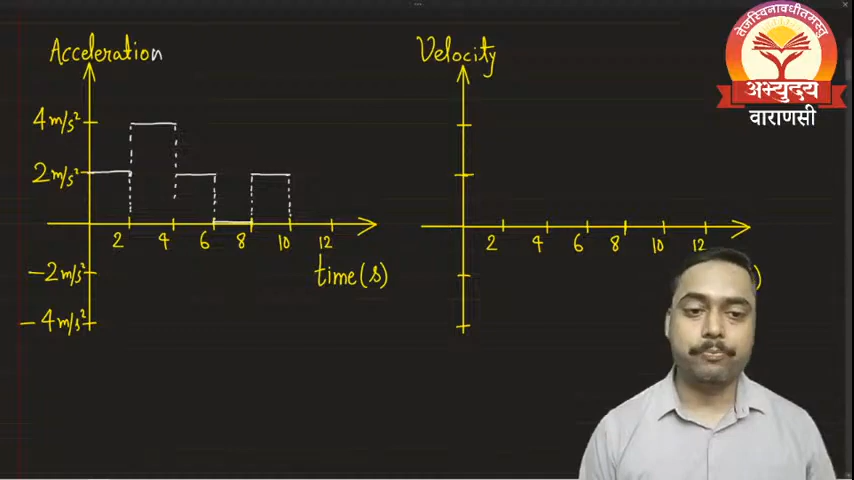 Acceleration
4 m/s²
2 m/s²
2 4 6 8 10 12
time (s)
−2 m/s²
−4 m/s²
Velocity
2 4 6 8 10 12
)
तेजस्विनावधीतमस्तु
अभ्युदय
वाराणसी